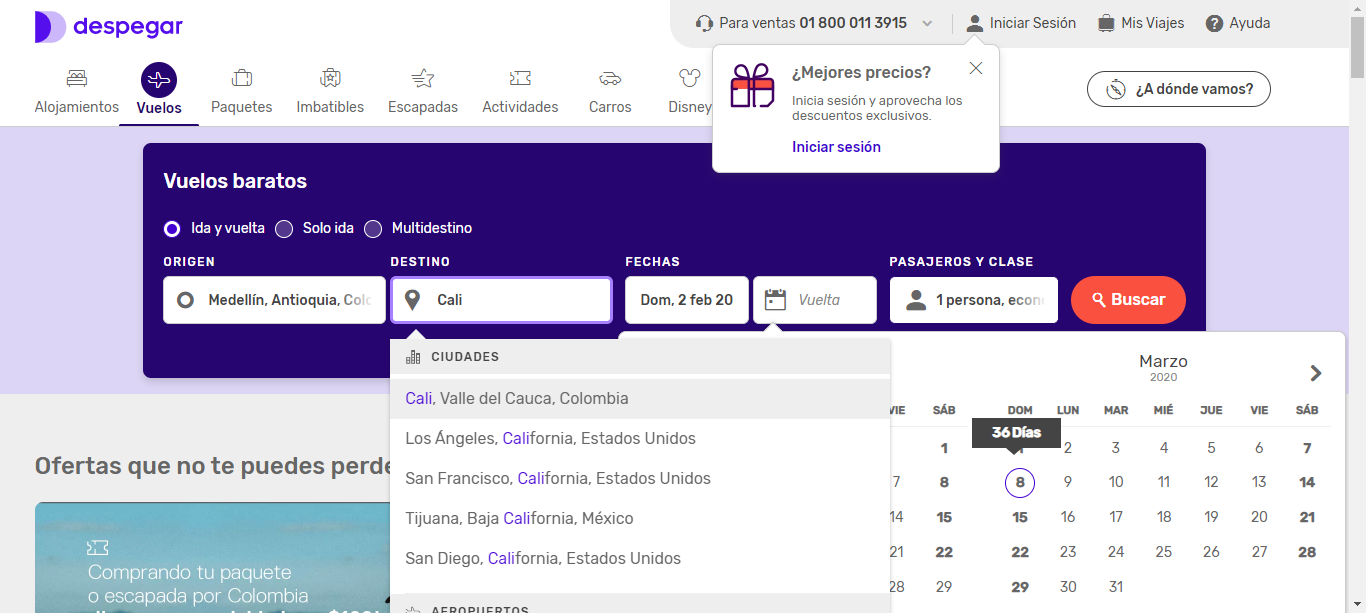 despegar
Para ventas 01 800 011 3915
Iniciar Sesión
Mis Viajes
Ayuda
Alojamientos
Vuelos
Paquetes
Imbatibles
Escapadas
Actividades
Carros
Disney
¿A dónde vamos?
¿Mejores precios?
Inicia sesión y aprovecha los
descuentos exclusivos.
Iniciar sesión
Vuelos baratos
Ida y vuelta
Solo ida
Multidestino
ORIGEN
DESTINO
FECHAS
PASAJEROS Y CLASE
Medellín, Antioquia, Colo
Cali
Dom, 2 feb 20
Vuelta
1 persona, econ
Buscar
CIUDADES
Cali, Valle del Cauca, Colombia
Los Ángeles, California, Estados Unidos
San Francisco, California, Estados Unidos
Tijuana, Baja California, México
San Diego, California, Estados Unidos
AEROPUERTOS
Marzo
2020
VIE SÁB DOM LUN MAR MIÉ JUE VIE SÁB
36 Días
1 2 3 4 5 6 7
7 8 8 9 10 11 12 13 14
14 15 15 16 17 18 19 20 21
21 22 22 23 24 25 26 27 28
28 29 29 30 31
Ofertas que no te puedes perde
Comprando tu paquete
o escapada por Colombia